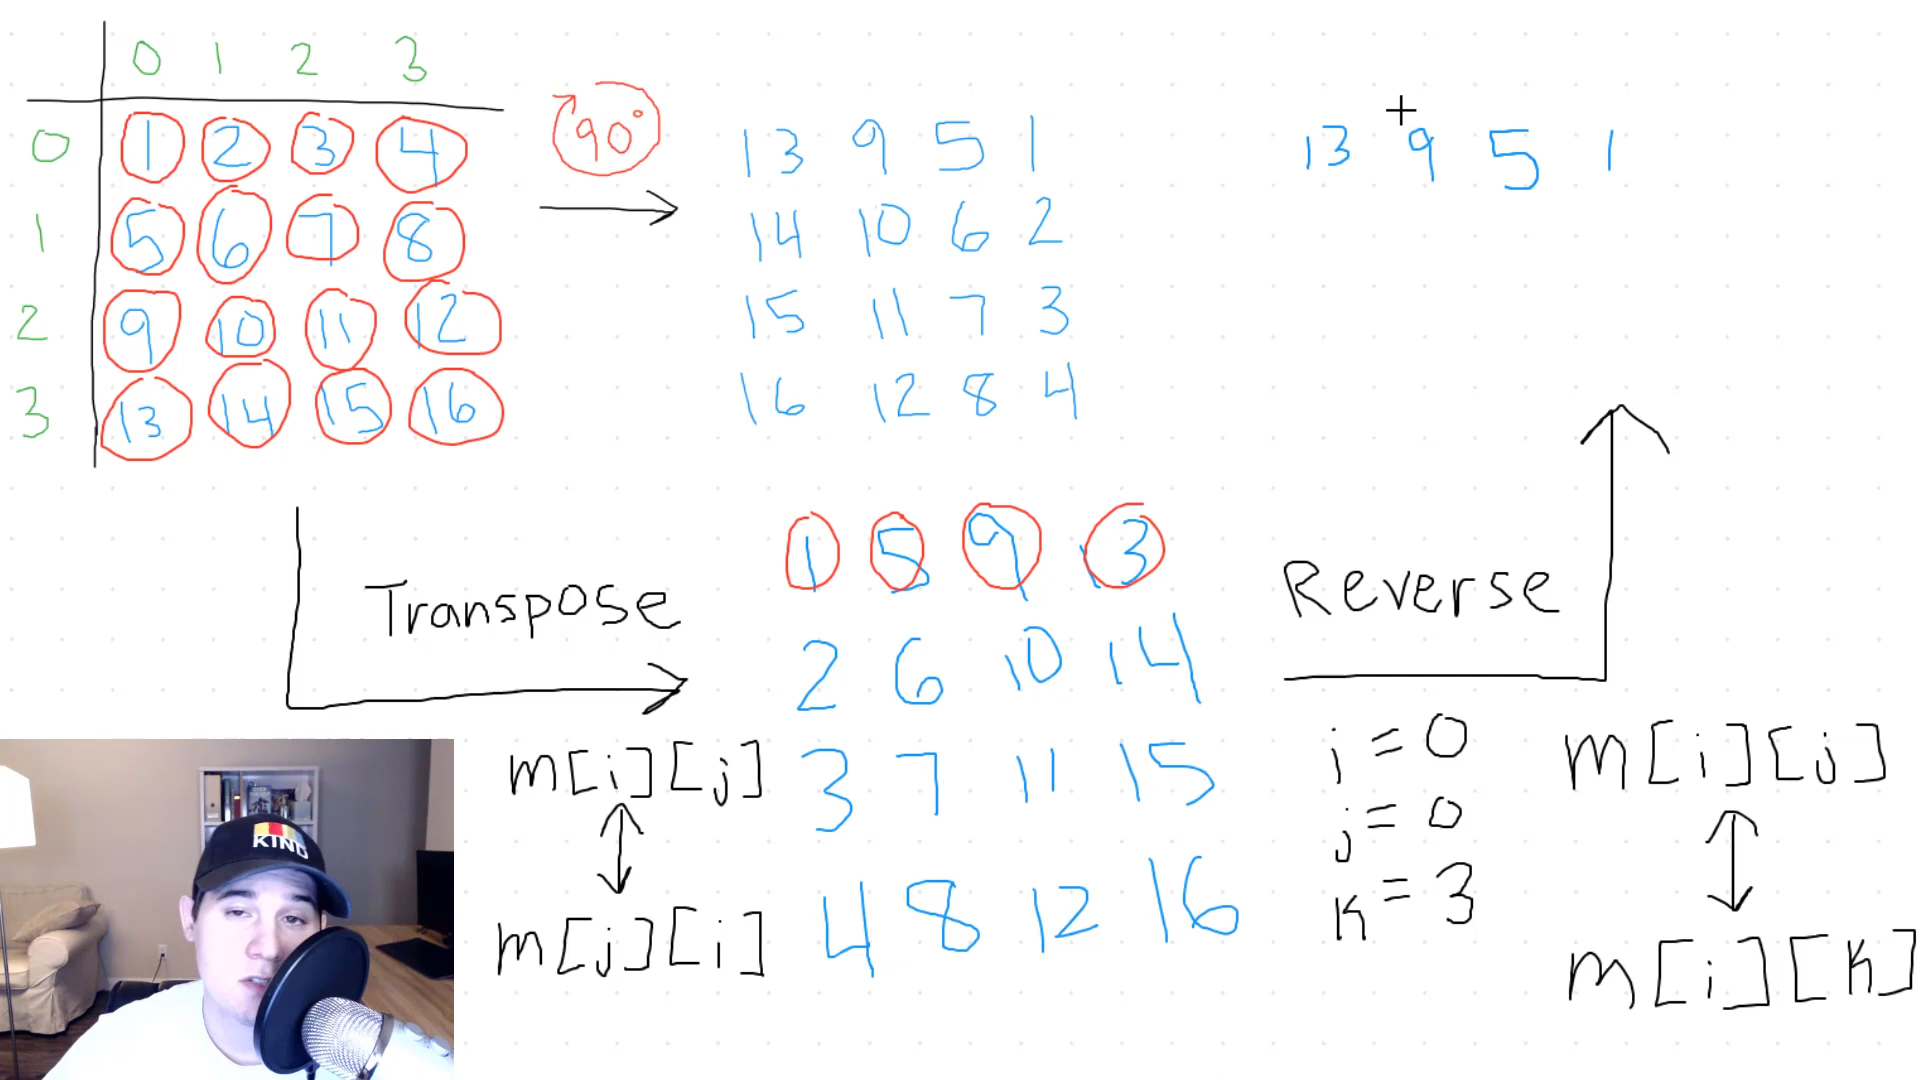 0 1 2 3
0 1 2 3 4
1 5 6 7 8
2 9 10 11 12
3 13 14 15 16
90°
13 9 5 1
14 10 6 2
15 11 7 3
16 12 8 4
13 9 5 1
Transpose
m[i][j]
m[j][i]
1 5 9 13
2 6 10 14
3 7 11 15
4 8 12 16
Reverse
i = 0
j = 0
k = 3
m[i][j]
m[i][k]
KIND